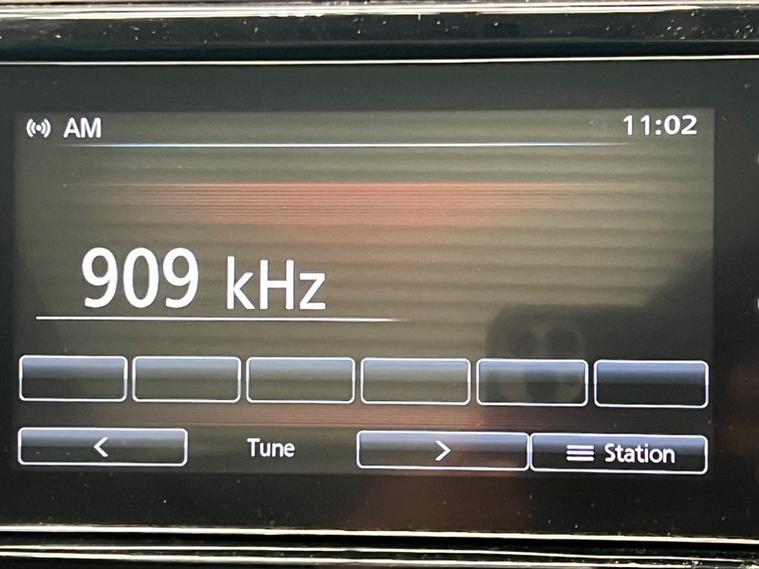 AM 11:02
909 kHz
< Tune > Station